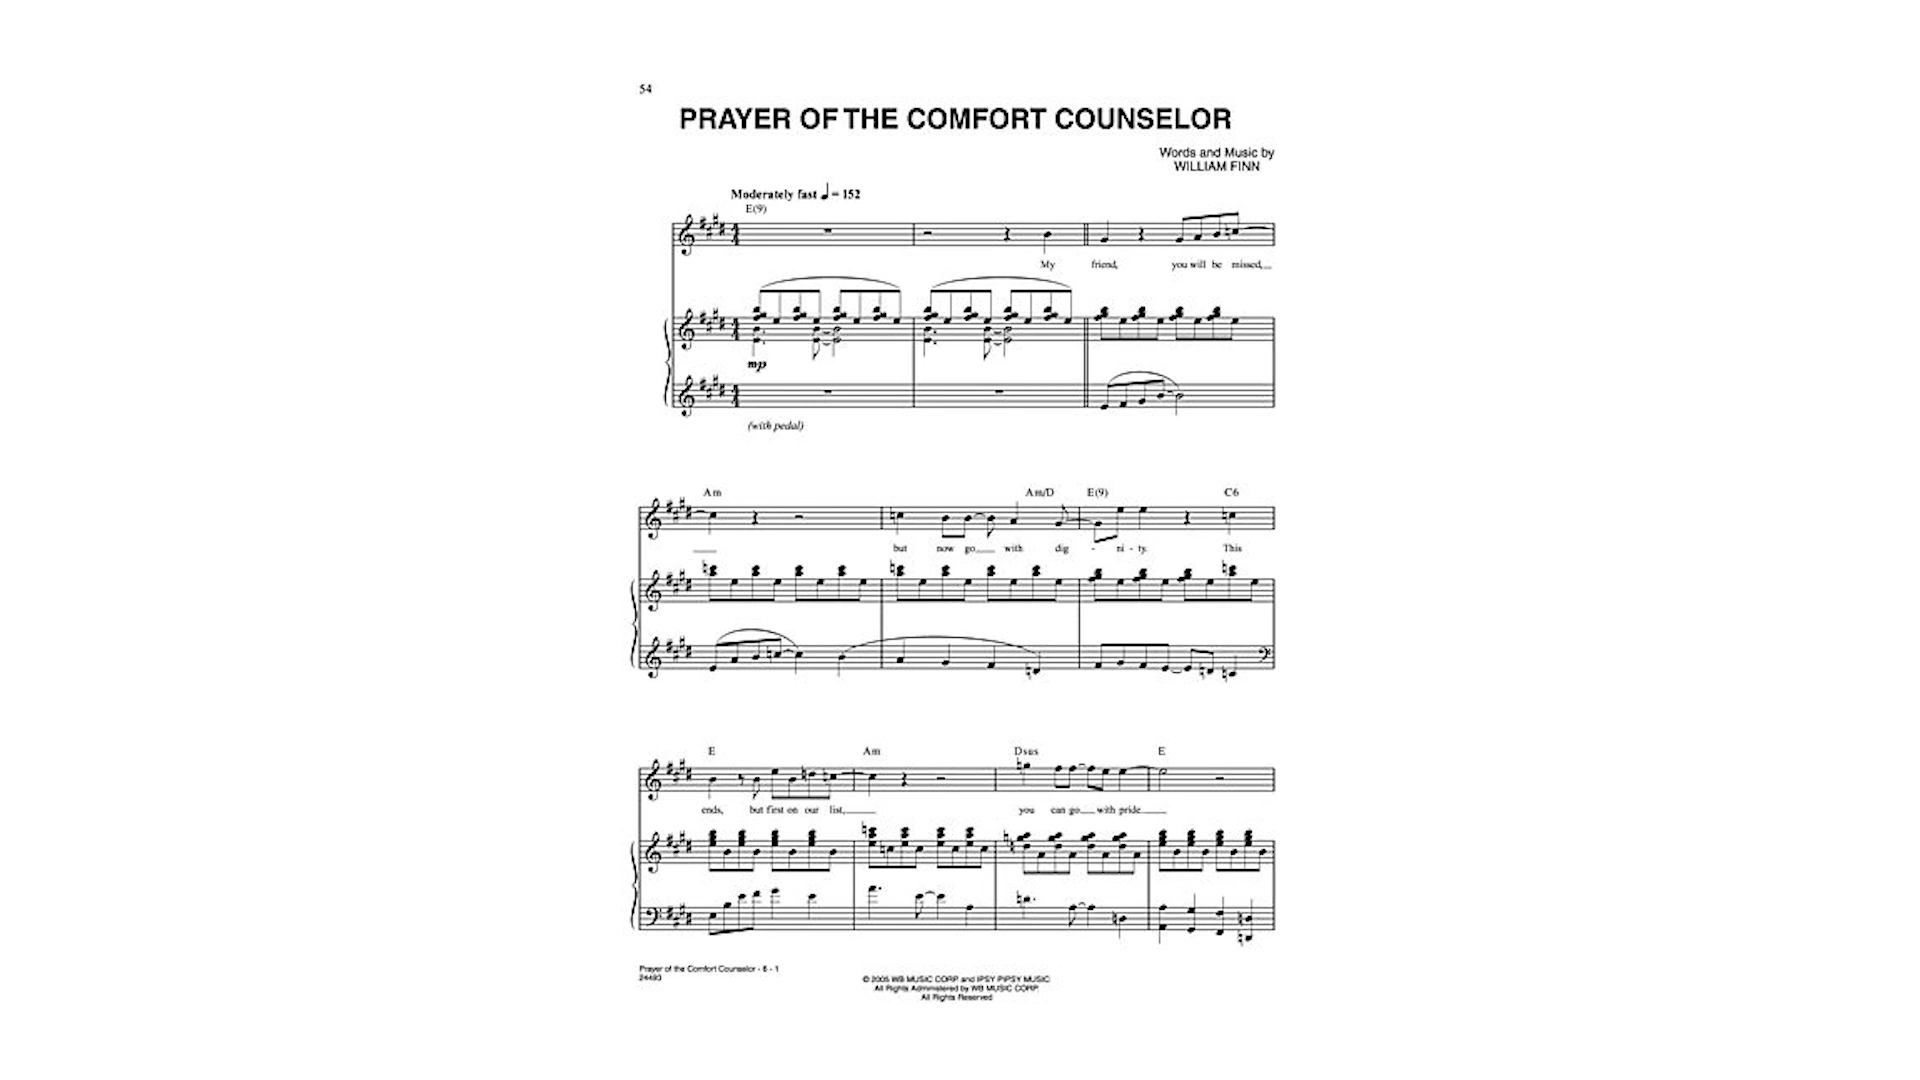 54
PRAYER OF THE COMFORT COUNSELOR
Words and Music by
WILLIAM FINN
Moderately fast ♩ = 152
E(9)
My friend, you will be missed,
mp
(with pedal)
Am Am/D E(9) C6
but now go with dig - ni - ty. This
E Am Dsus E
ends, but first on our list, you can go with pride
Prayer of the Comfort Counselor - 6 - 1
24493
© 2005 WB MUSIC CORP. and IPSY PIPSY MUSIC
All Rights Administered by WB MUSIC CORP.
All Rights Reserved